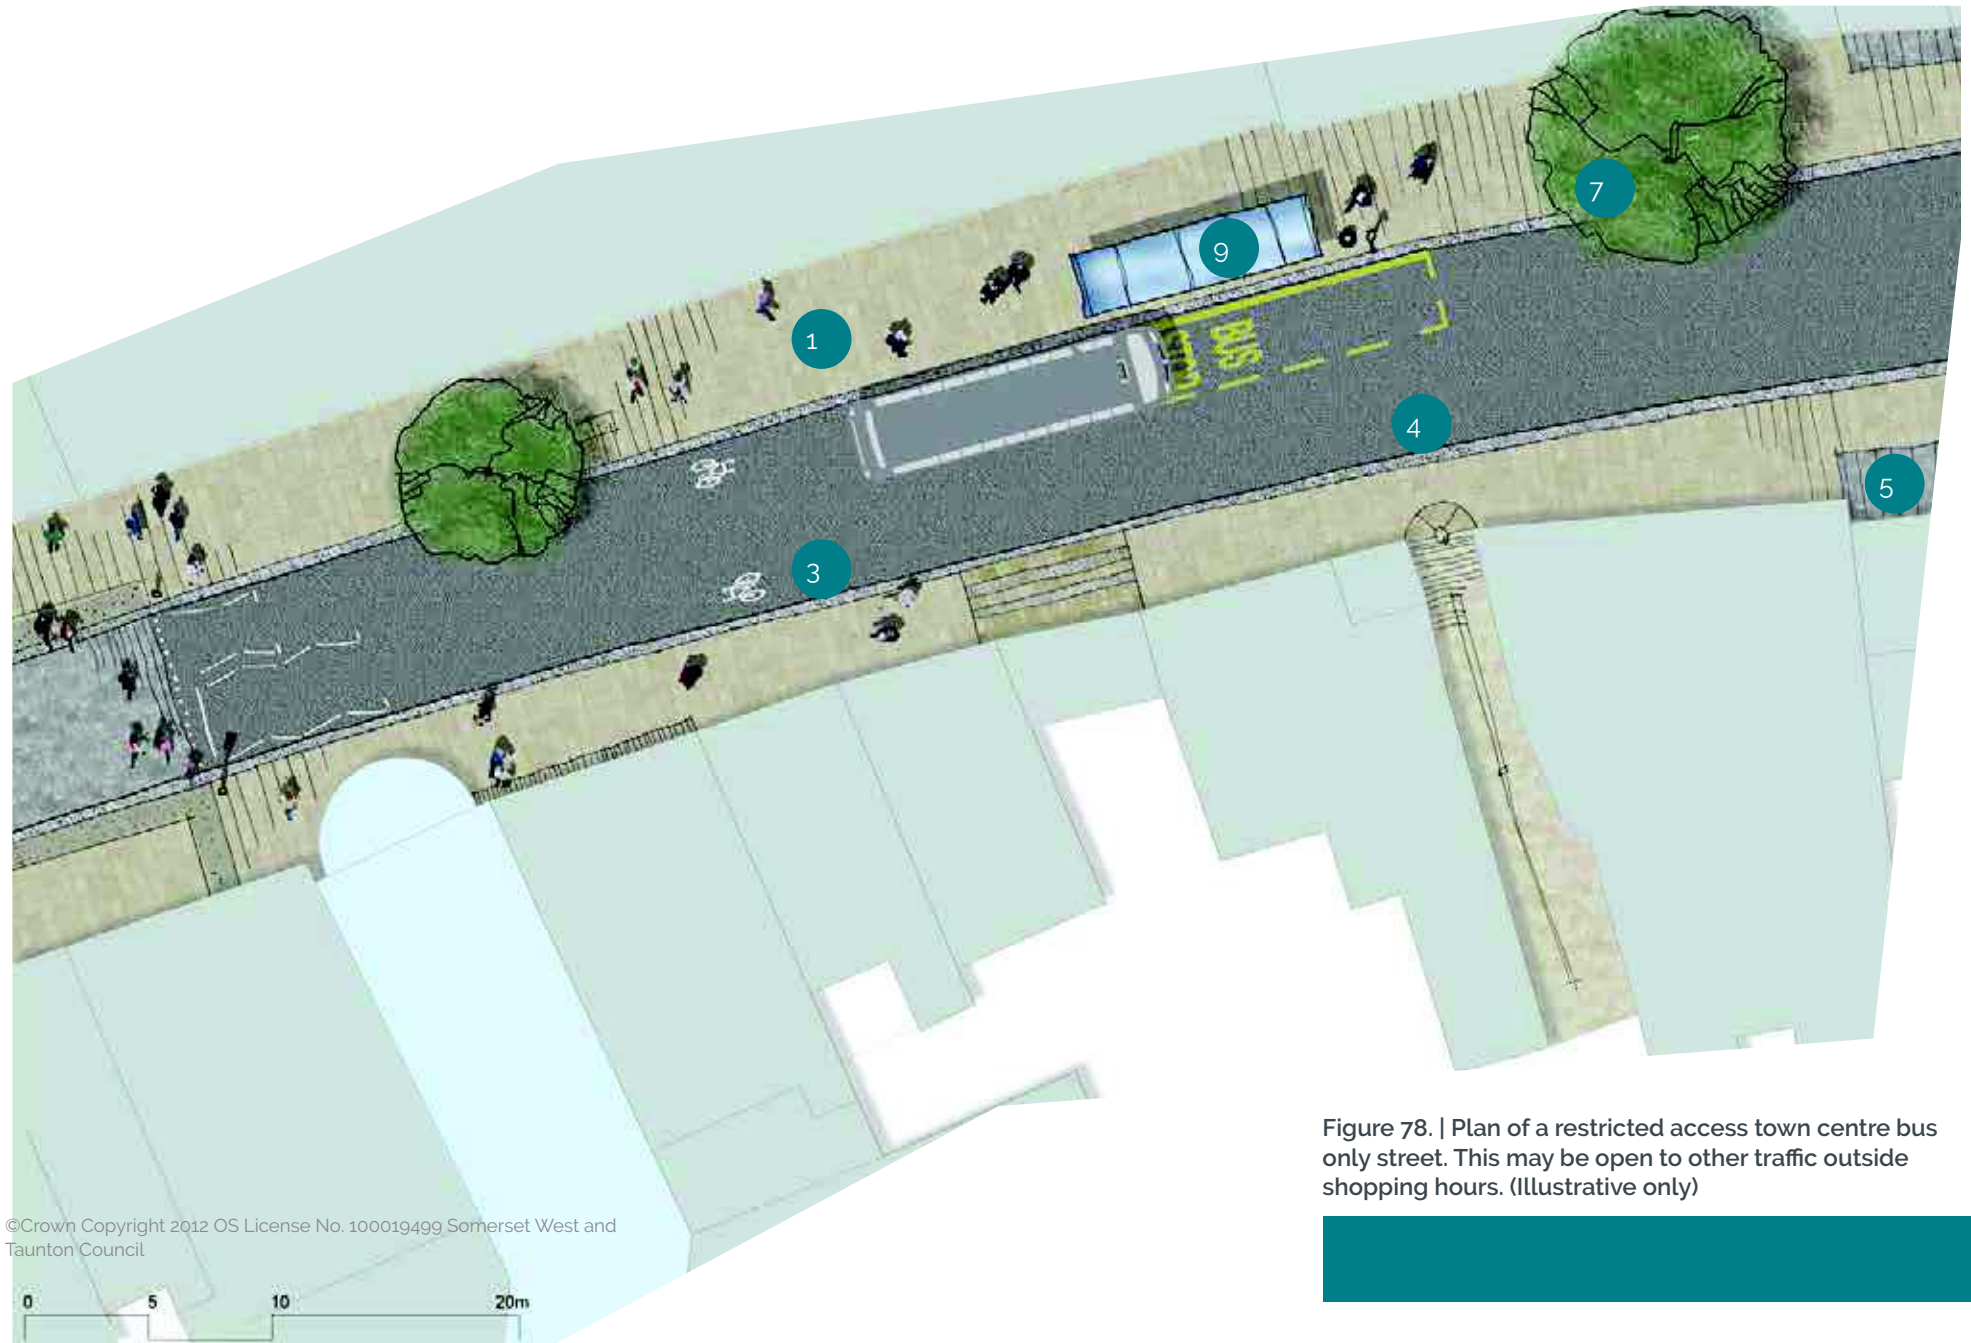 7
9
1
BUS
4
5
3
Figure 78. | Plan of a restricted access town centre bus
only street. This may be open to other traffic outside
shopping hours. (Illustrative only)
©Crown Copyright 2012 OS License No. 100019499 Somerset West and
Taunton Council
0 5 10 20m